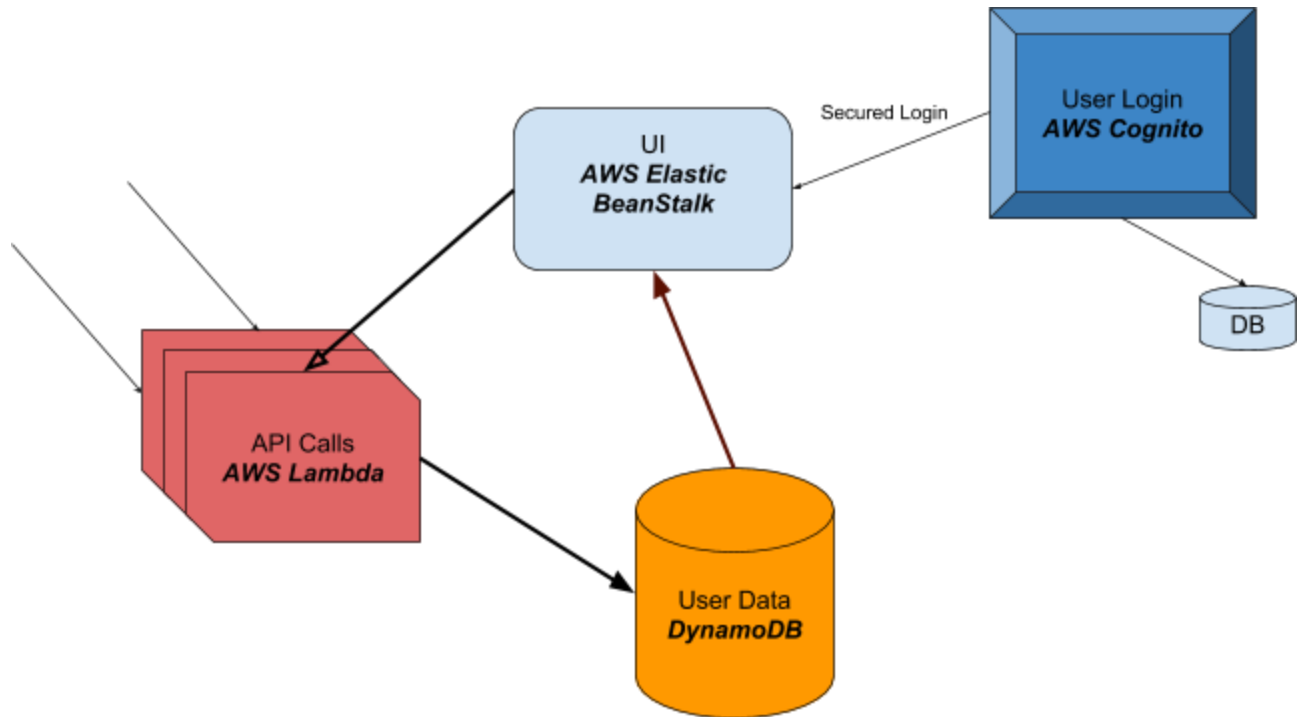 User Login
AWS Cognito
Secured Login
UI
AWS Elastic
BeanStalk
DB
API Calls
AWS Lambda
User Data
DynamoDB